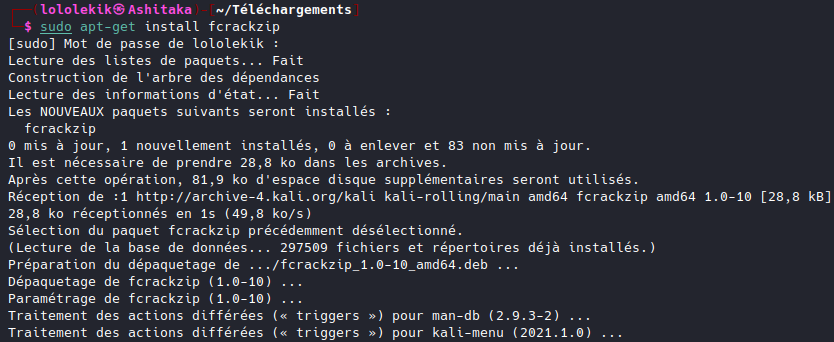 (lololekik㉿Ashitaka)-[~/Téléchargements]
$ sudo apt-get install fcrackzip
[sudo] Mot de passe de lololekik :
Lecture des listes de paquets... Fait
Construction de l'arbre des dépendances
Lecture des informations d'état... Fait
Les NOUVEAUX paquets suivants seront installés :
fcrackzip
0 mis à jour, 1 nouvellement installés, 0 à enlever et 83 non mis à jour.
Il est nécessaire de prendre 28,8 ko dans les archives.
Après cette opération, 81,9 ko d'espace disque supplémentaires seront utilisés.
Réception de :1 http://archive-4.kali.org/kali kali-rolling/main amd64 fcrackzip amd64 1.0-10 [28,8 kB]
28,8 ko réceptionnés en 1s (49,8 ko/s)
Sélection du paquet fcrackzip précédemment désélectionné.
(Lecture de la base de données... 297509 fichiers et répertoires déjà installés.)
Préparation du dépaquetage de .../fcrackzip_1.0-10_amd64.deb ...
Dépaquetage de fcrackzip (1.0-10) ...
Paramétrage de fcrackzip (1.0-10) ...
Traitement des actions différées (« triggers ») pour man-db (2.9.3-2) ...
Traitement des actions différées (« triggers ») pour kali-menu (2021.1.0) ...